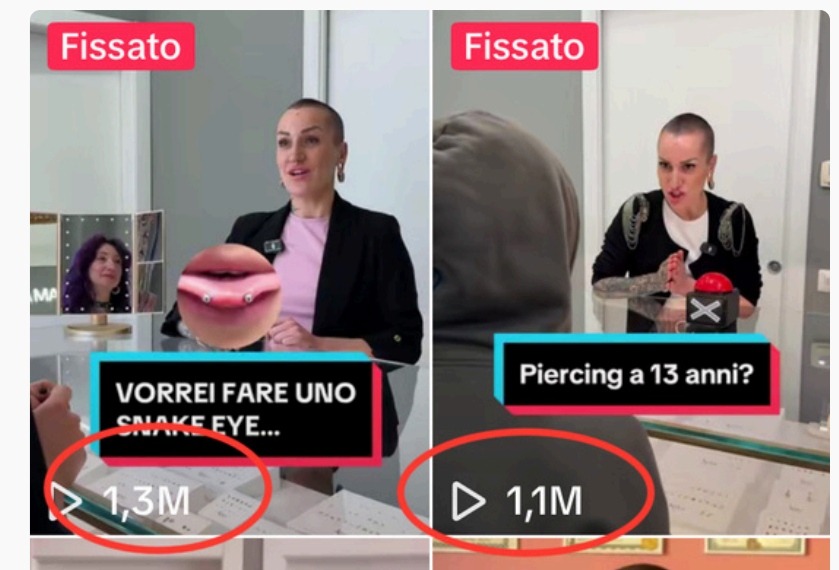 Fissato
Fissato
VORREI FARE UNO
SNAKE EYE...
Piercing a 13 anni?
1,3M
1,1M